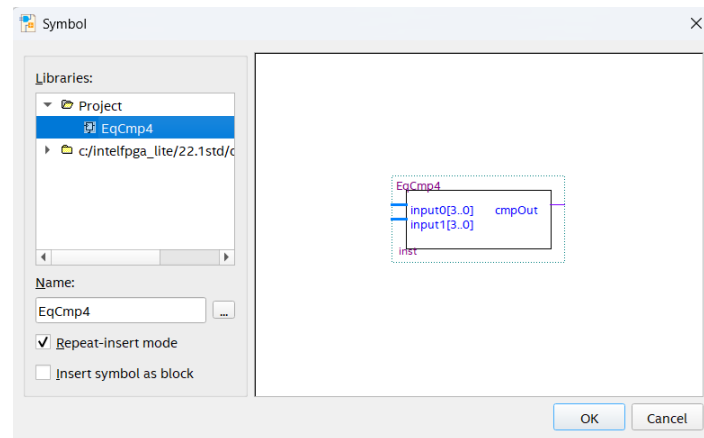 Symbol
Libraries:
Project
EqCmp4
c:/intelfpga_lite/22.1std/c
Name:
EqCmp4
...
Repeat-insert mode
Insert symbol as block
EqCmp4
input0[3..0] cmpOut
input1[3..0]
inst
OK Cancel